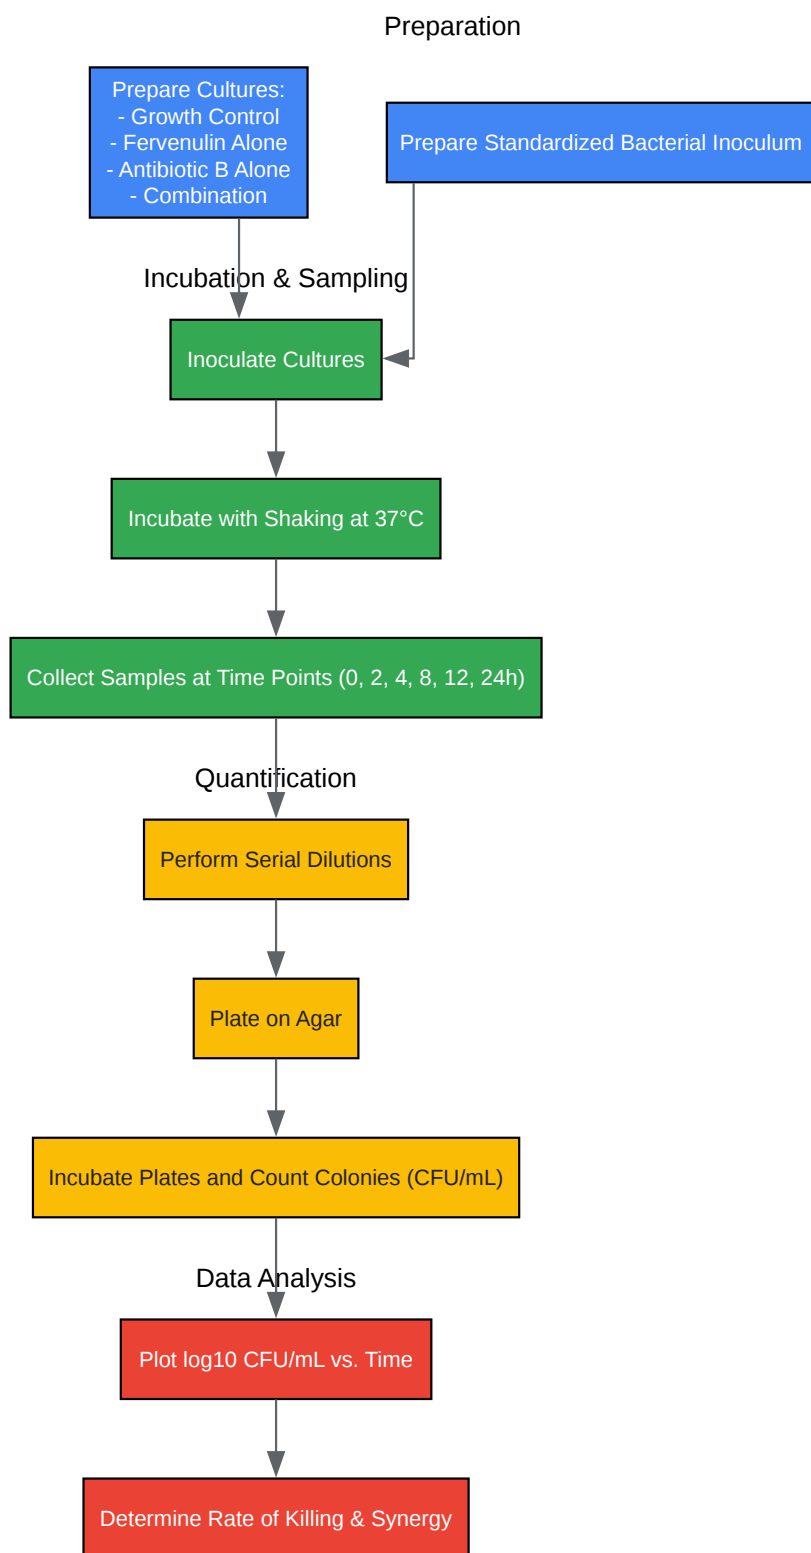 Preparation
Prepare Cultures:
- Growth Control
- Fervenulin Alone
- Antibiotic B Alone
- Combination
Prepare Standardized Bacterial Inoculum
Incubation & Sampling
Inoculate Cultures
Incubate with Shaking at 37°C
Collect Samples at Time Points (0, 2, 4, 8, 12, 24h)
Quantification
Perform Serial Dilutions
Plate on Agar
Incubate Plates and Count Colonies (CFU/mL)
Data Analysis
Plot log10 CFU/mL vs. Time
Determine Rate of Killing & Synergy